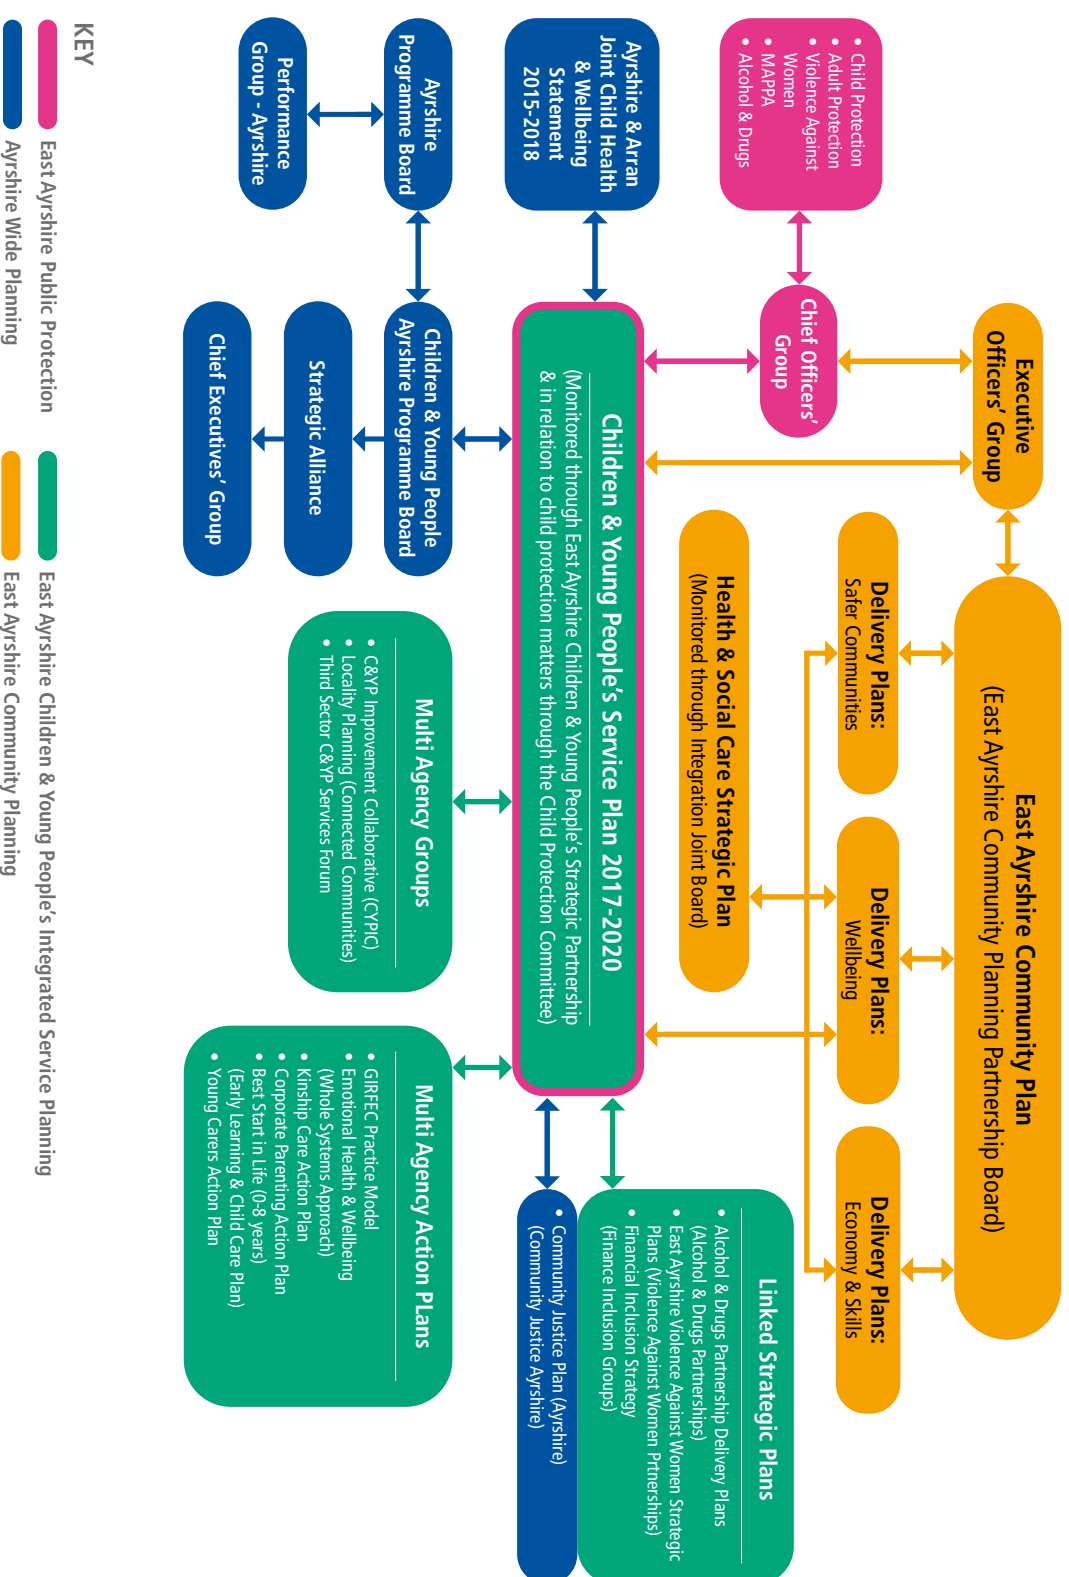 East Ayrshire Community Plan
(East Ayrshire Community Planning Partnership Board)
Executive
Officers’ Group
Delivery Plans:
Safer Communities
Delivery Plans:
Wellbeing
Delivery Plans:
Economy & Skills
• Child Protection
• Adult Protection
• Violence Against
Women
• MAPPA
• Alcohol & Drugs
Chief Officers’
Group
Health & Social Care Strategic Plan
(Monitored through Integration Joint Board)
Linked Strategic Plans
• Alcohol & Drugs Partnership Delivery Plans
(Alcohol & Drugs Partnerships)
• East Ayrshire Violence Against Women Strategic
Plans (Violence Against Women Prtnerships)
• Financial Inclusion Strategy
(Finance Inclusion Groups)
• Community Justice Plan (Ayrshire)
(Community Justice Ayrshire)
Ayrshire & Arran
Joint Child Health
& Wellbeing
Statement
2015-2018
Children & Young People’s Service Plan 2017-2020
(Monitored through East Ayrshire Children & Young People’s Strategic Partnership
& in relation to child protection matters through the Child Protection Committee)
Ayrshire
Programme Board
Performance
Group - Ayrshire
Children & Young People
Ayrshire Programme Board
Strategic Alliance
Chief Executives’ Group
Multi Agency Groups
• C&YP Improvement Collaborative (CYPIC)
• Locality Planning (Connected Communities)
• Third Sector C&YP Services Forum
Multi Agency Action PLans
• GIRFEC Practice Model
• Emotional Health & Wellbeing
(Whole Systems Approach)
• Kinship Care Action Plan
• Corporate Parenting Action Plan
• Best Start in Life (0-8 years)
(Early Learning & Child Care Plan)
• Young Carers Action Plan
KEY
East Ayrshire Public Protection
East Ayrshire Children & Young People’s Integrated Service Planning
Ayrshire Wide Planning
East Ayrshire Community Planning